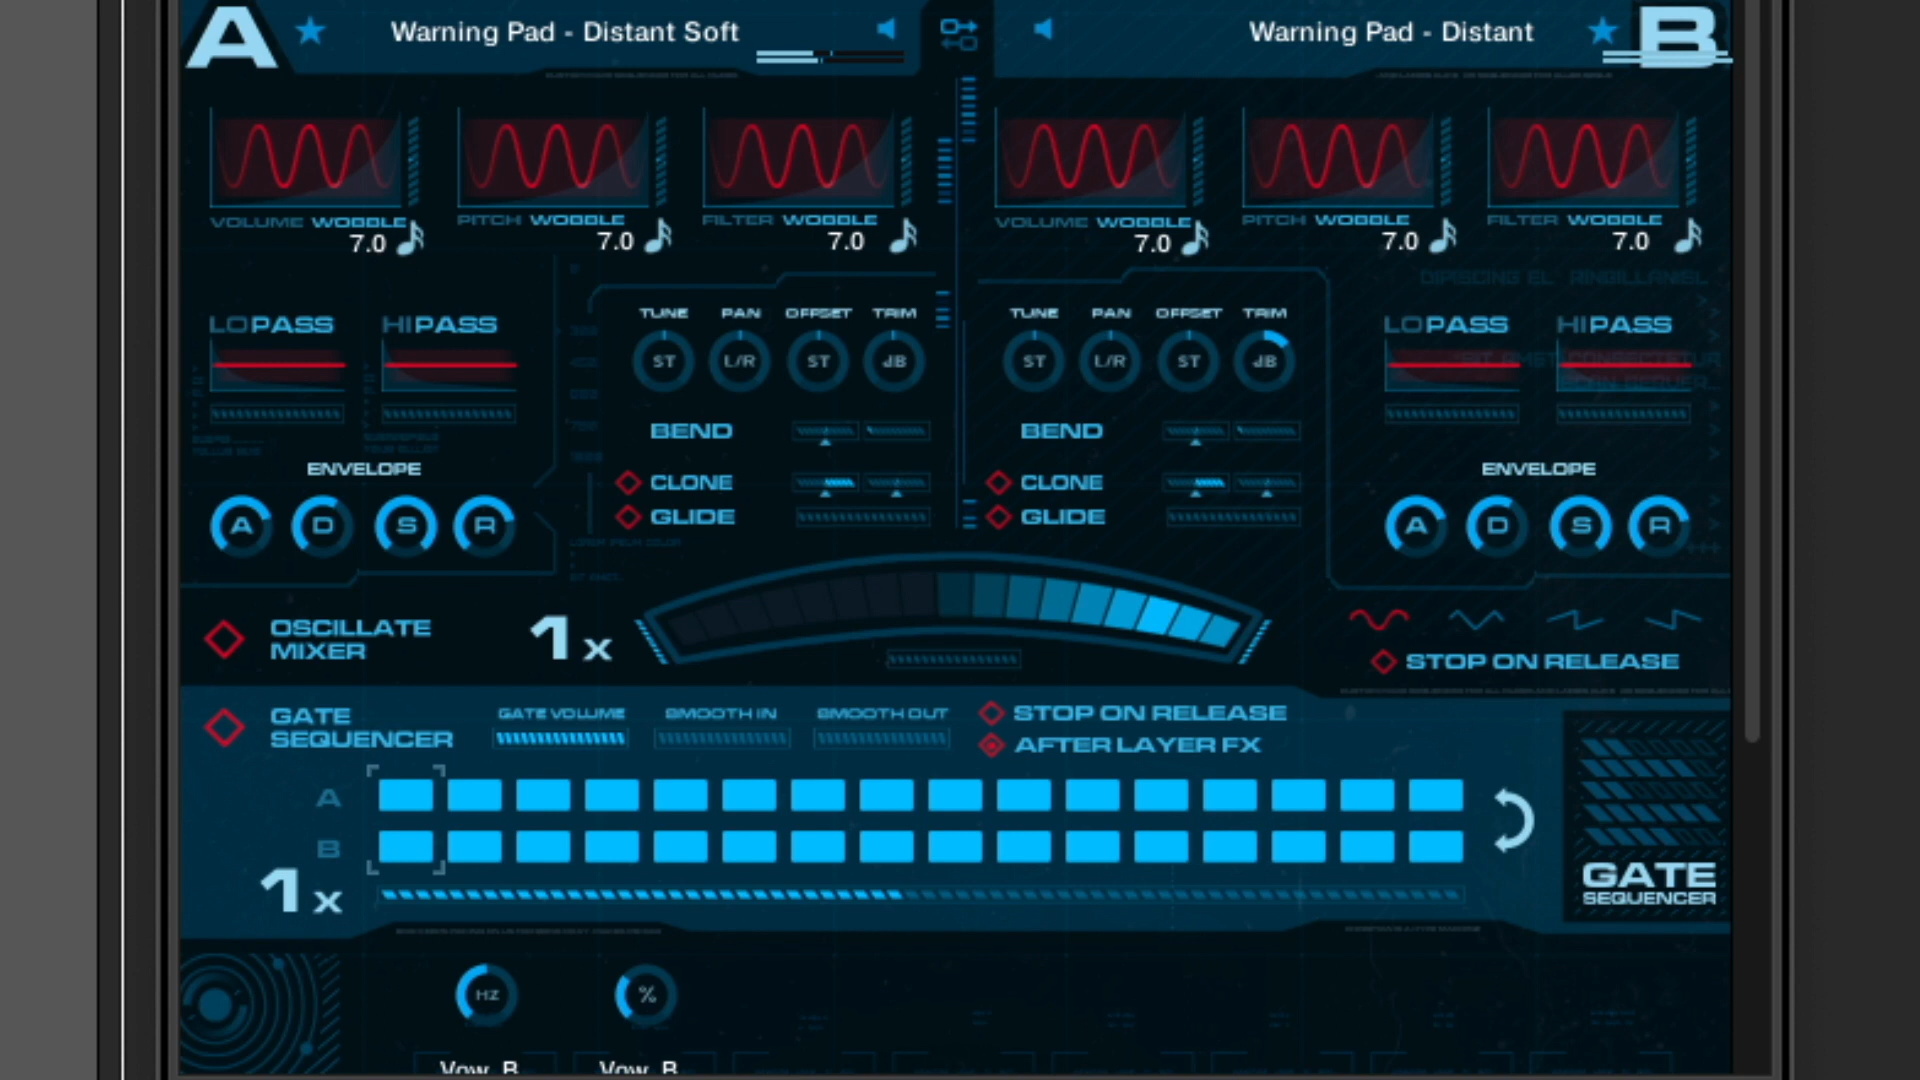 A
Warning Pad - Distant Soft
Warning Pad - Distant
B
VOLUME WOBBLE
7.0
PITCH WOBBLE
7.0
FILTER WOBBLE
7.0
VOLUME WOBBLE
7.0
PITCH WOBBLE
7.0
FILTER WOBBLE
7.0
LOPASS
HIPASS
TUNE PAN OFFSET TRIM
ST L/R ST dB
TUNE PAN OFFSET TRIM
ST L/R ST dB
LOPASS
HIPASS
BEND
CLONE
GLIDE
BEND
CLONE
GLIDE
ENVELOPE
A D S R
ENVELOPE
A D S R
OSCILLATE
MIXER
1x
STOP ON RELEASE
GATE
SEQUENCER
GATE VOLUME
SMOOTH IN
SMOOTH OUT
STOP ON RELEASE
AFTER LAYER FX
A
B
1x
GATE
SEQUENCER
HZ
%
Vow. B
Vow. B